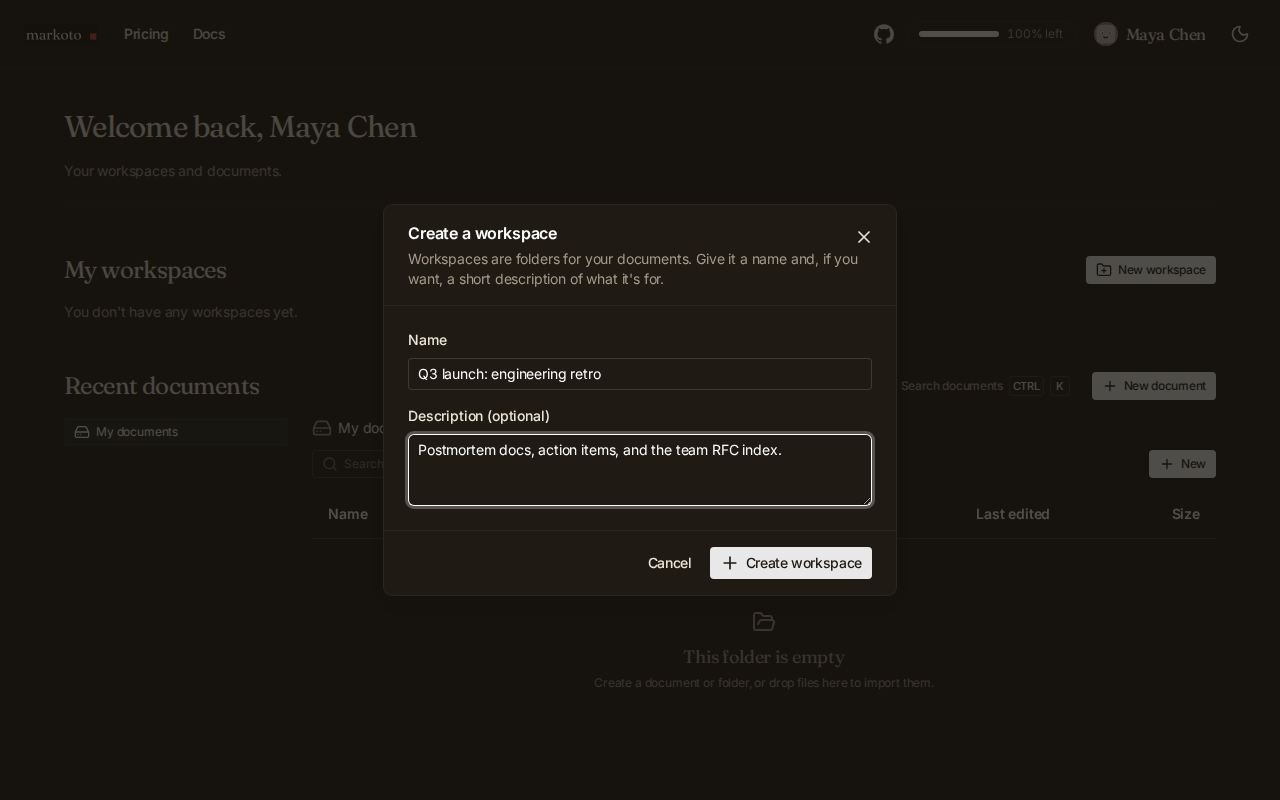 markoto
Pricing
Docs
100% left
Maya Chen
Welcome back, Maya Chen
Your workspaces and documents.
My workspaces
New workspace
You don't have any workspaces yet.
Recent documents
Search documents
CTRL
K
New document
My documents
My doc
Search
New
Name
Last edited
Size
This folder is empty
Create a document or folder, or drop files here to import them.
Create a workspace
Workspaces are folders for your documents. Give it a name and, if you
want, a short description of what it's for.
Name
Q3 launch: engineering retro
Description (optional)
Postmortem docs, action items, and the team RFC index.
Cancel
Create workspace